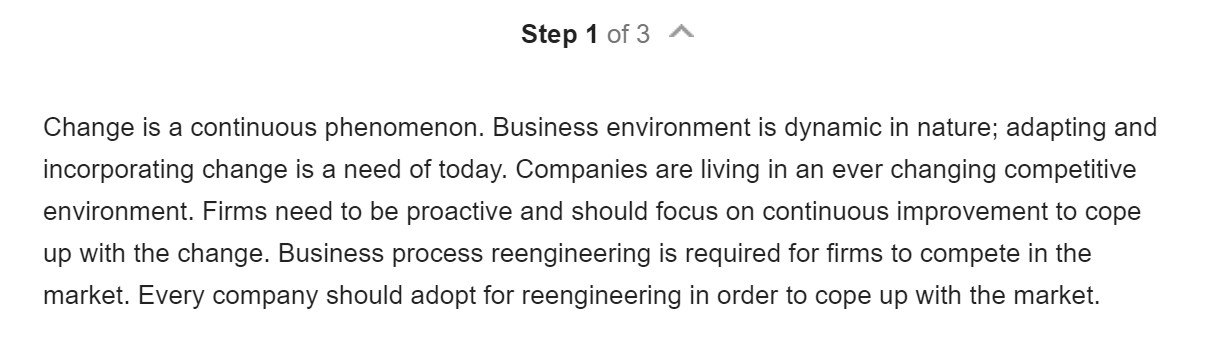 Step 1 of 3
Change is a continuous phenomenon. Business environment is dynamic in nature; adapting and
incorporating change is a need of today. Companies are living in an ever changing competitive
environment. Firms need to be proactive and should focus on continuous improvement to cope
up with the change. Business process reengineering is required for firms to compete in the
market. Every company should adopt for reengineering in order to cope up with the market.